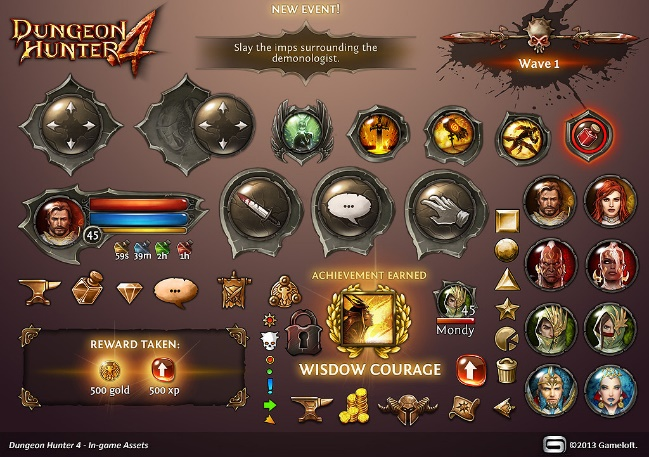 DUNGEON
HUNTER 4
NEW EVENT!
Slay the imps surrounding the
demonologist.
Wave 1
45
59s 39m 2h 1h
ACHIEVEMENT EARNED
45
Mondy
REWARD TAKEN:
500 gold 500 xp
WISDOW COURAGE
Dungeon Hunter 4 - In-game Assets
G ©2013 Gameloft.